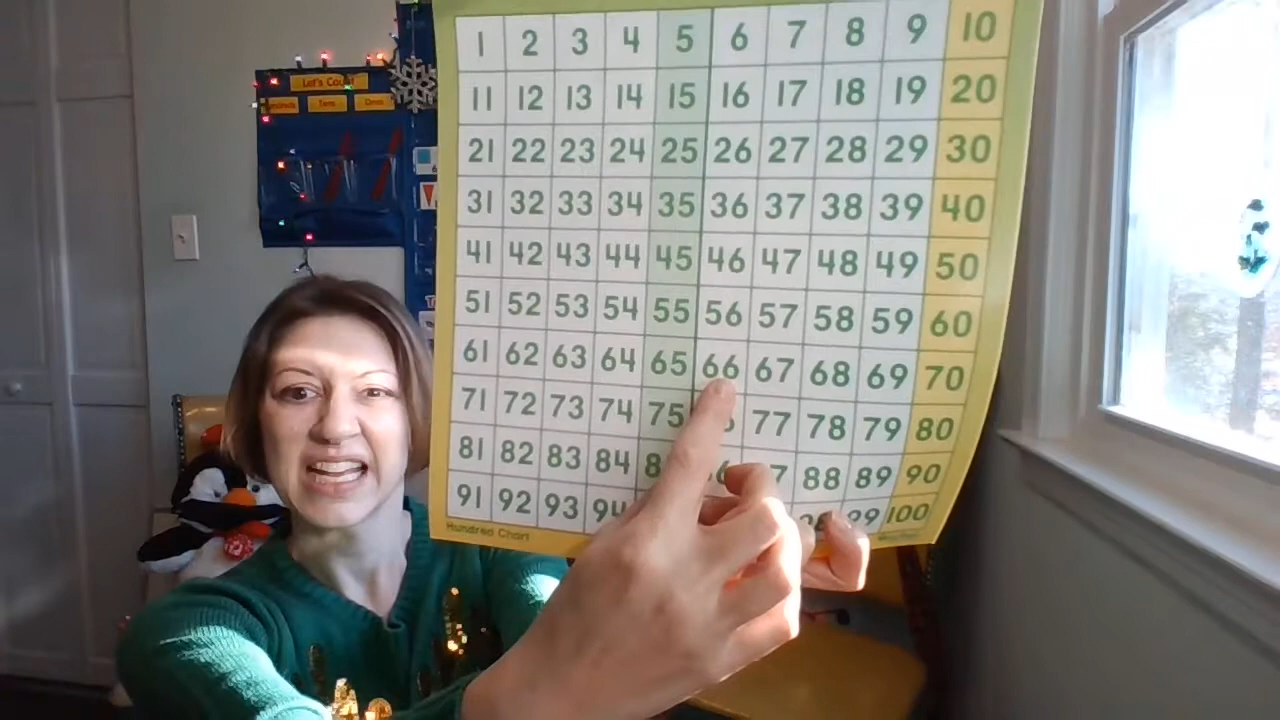 Let's Count
Tens Ones
1 2 3 4 5 6 7 8 9 10
11 12 13 14 15 16 17 18 19 20
21 22 23 24 25 26 27 28 29 30
31 32 33 34 35 36 37 38 39 40
41 42 43 44 45 46 47 48 49 50
51 52 53 54 55 56 57 58 59 60
61 62 63 64 65 66 67 68 69 70
71 72 73 74 75 77 78 79 80
81 82 83 84 88 89 90
91 92 93 94 100
Hundred Chart